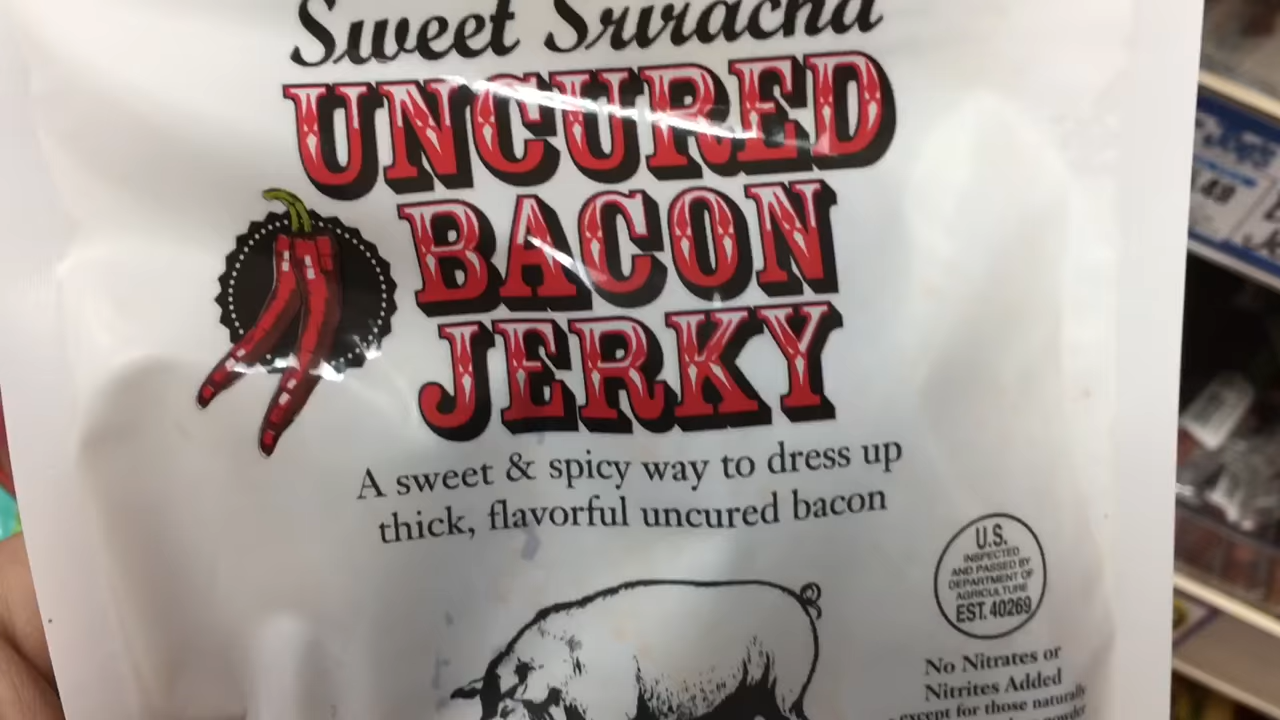 Sweet Sriracha
UNCURED
BACON
JERKY
A sweet & spicy way to dress up
thick, flavorful uncured bacon
U.S.
INSPECTED
AND PASSED BY
DEPARTMENT OF
AGRICULTURE
EST. 40269
No Nitrates or
Nitrites Added
except for those naturally
powder